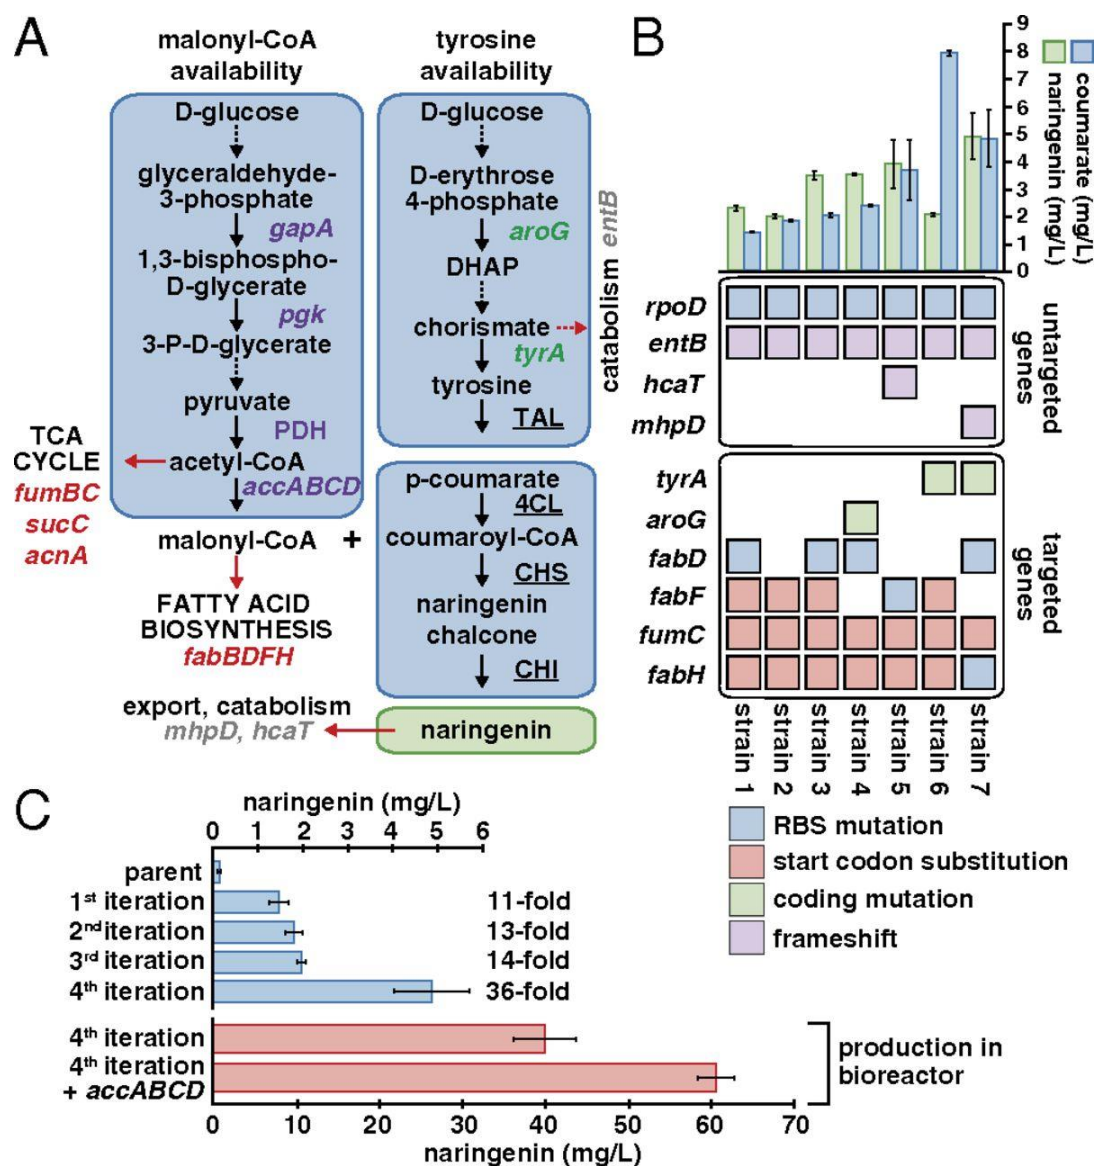 A
malonyl-CoA
availability
D-glucose
glyceraldehyde-
3-phosphate
gapA
1,3-bisphospho-
D-glycerate
pgk
3-P-D-glycerate
pyruvate
PDH
acetyl-CoA
accABCD
malonyl-CoA
+
TCA
CYCLE
fumBC
sucC
acnA
FATTY ACID
BIOSYNTHESIS
fabBDFH
tyrosine
availability
D-glucose
D-erythrose
4-phosphate
aroG
DHAP
chorismate
tyrA
tyrosine
TAL
catabolism entB
p-coumarate
4CL
coumaroyl-CoA
CHS
naringenin
chalcone
CHI
naringenin
export, catabolism
mhpD, hcaT
B
9
8
7
6
5
4
3
2
1
0
naringenin (mg/L)
coumarate (mg/L)
rpoD
entB
hcaT
mhpD
untargeted
genes
tyrA
aroG
fabD
fabF
fumC
fabH
targeted
genes
strain 1
strain 2
strain 3
strain 4
strain 5
strain 6
strain 7
RBS mutation
start codon substitution
coding mutation
frameshift
C
naringenin (mg/L)
0 1 2 3 4 5 6
parent
1st iteration 11-fold
2nd iteration 13-fold
3rd iteration 14-fold
4th iteration 36-fold
4th iteration
4th iteration
+ accABCD
production in
bioreactor
0 10 20 30 40 50 60 70
naringenin (mg/L)